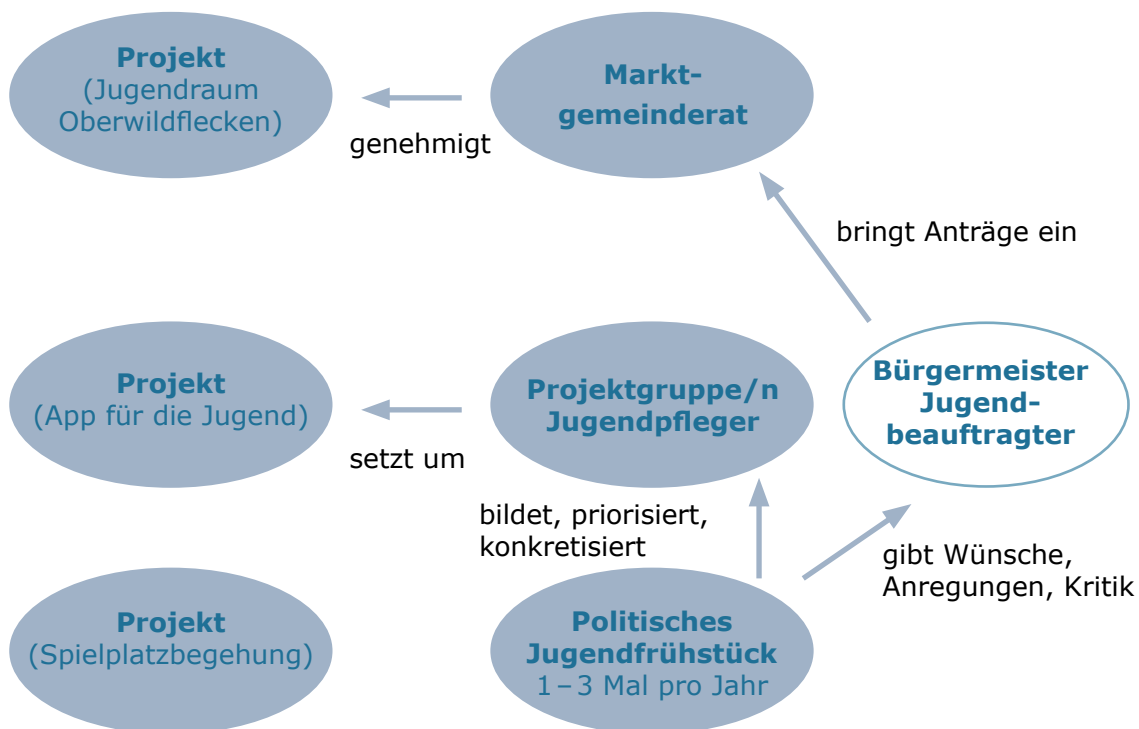 Projekt
(Jugendraum
Oberwildflecken)
genehmigt
Markt-
gemeinderat
bringt Anträge ein
Projekt
(App für die Jugend)
setzt um
Projektgruppe/n
Jugendpfleger
Bürgermeister
Jugend-
beauftragter
bildet, priorisiert,
konkretisiert
gibt Wünsche,
Anregungen, Kritik
Projekt
(Spielplatzbegehung)
Politisches
Jugendfrühstück
1 – 3 Mal pro Jahr